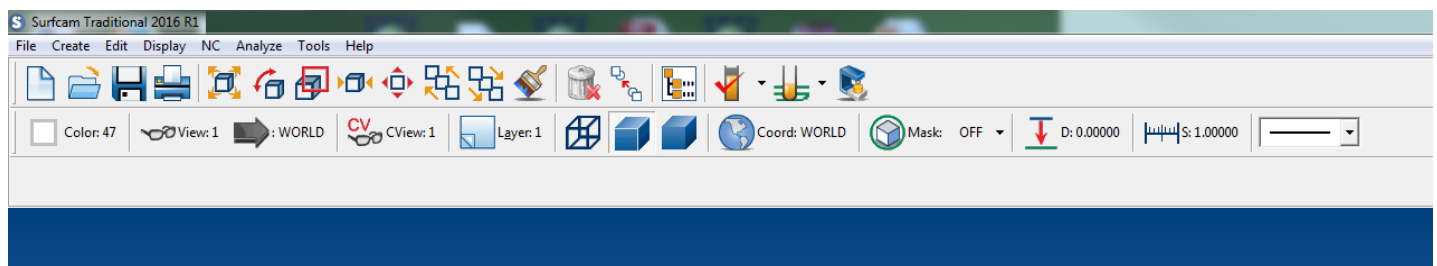 Surfcam Traditional 2016 R1
File Create Edit Display NC Analyze Tools Help
Color: 47 View: 1 : WORLD CV CView: 1 Layer: 1 Coord: WORLD Mask: OFF D: 0.00000 S: 1.00000